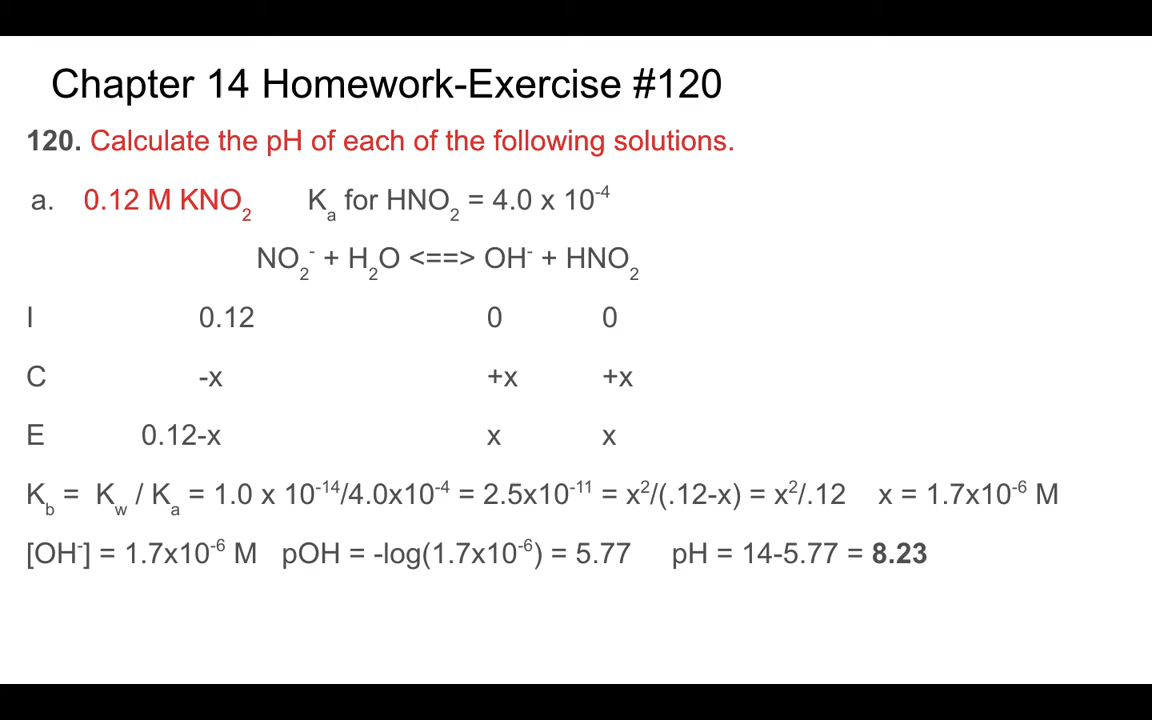 Chapter 14 Homework-Exercise #120
120. Calculate the pH of each of the following solutions.
a. 0.12 M KNO₂ Kₐ for HNO₂ = 4.0 x 10⁻⁴
NO₂⁻ + H₂O <==> OH⁻ + HNO₂
I 0.12 0 0
C -x +x +x
E 0.12-x x x
K_b = K_w / Kₐ = 1.0 x 10⁻¹⁴/4.0x10⁻⁴ = 2.5x10⁻¹¹ = x²/(.12-x) = x²/.12 x = 1.7x10⁻⁶ M
[OH⁻] = 1.7x10⁻⁶ M pOH = -log(1.7x10⁻⁶) = 5.77 pH = 14-5.77 = 8.23